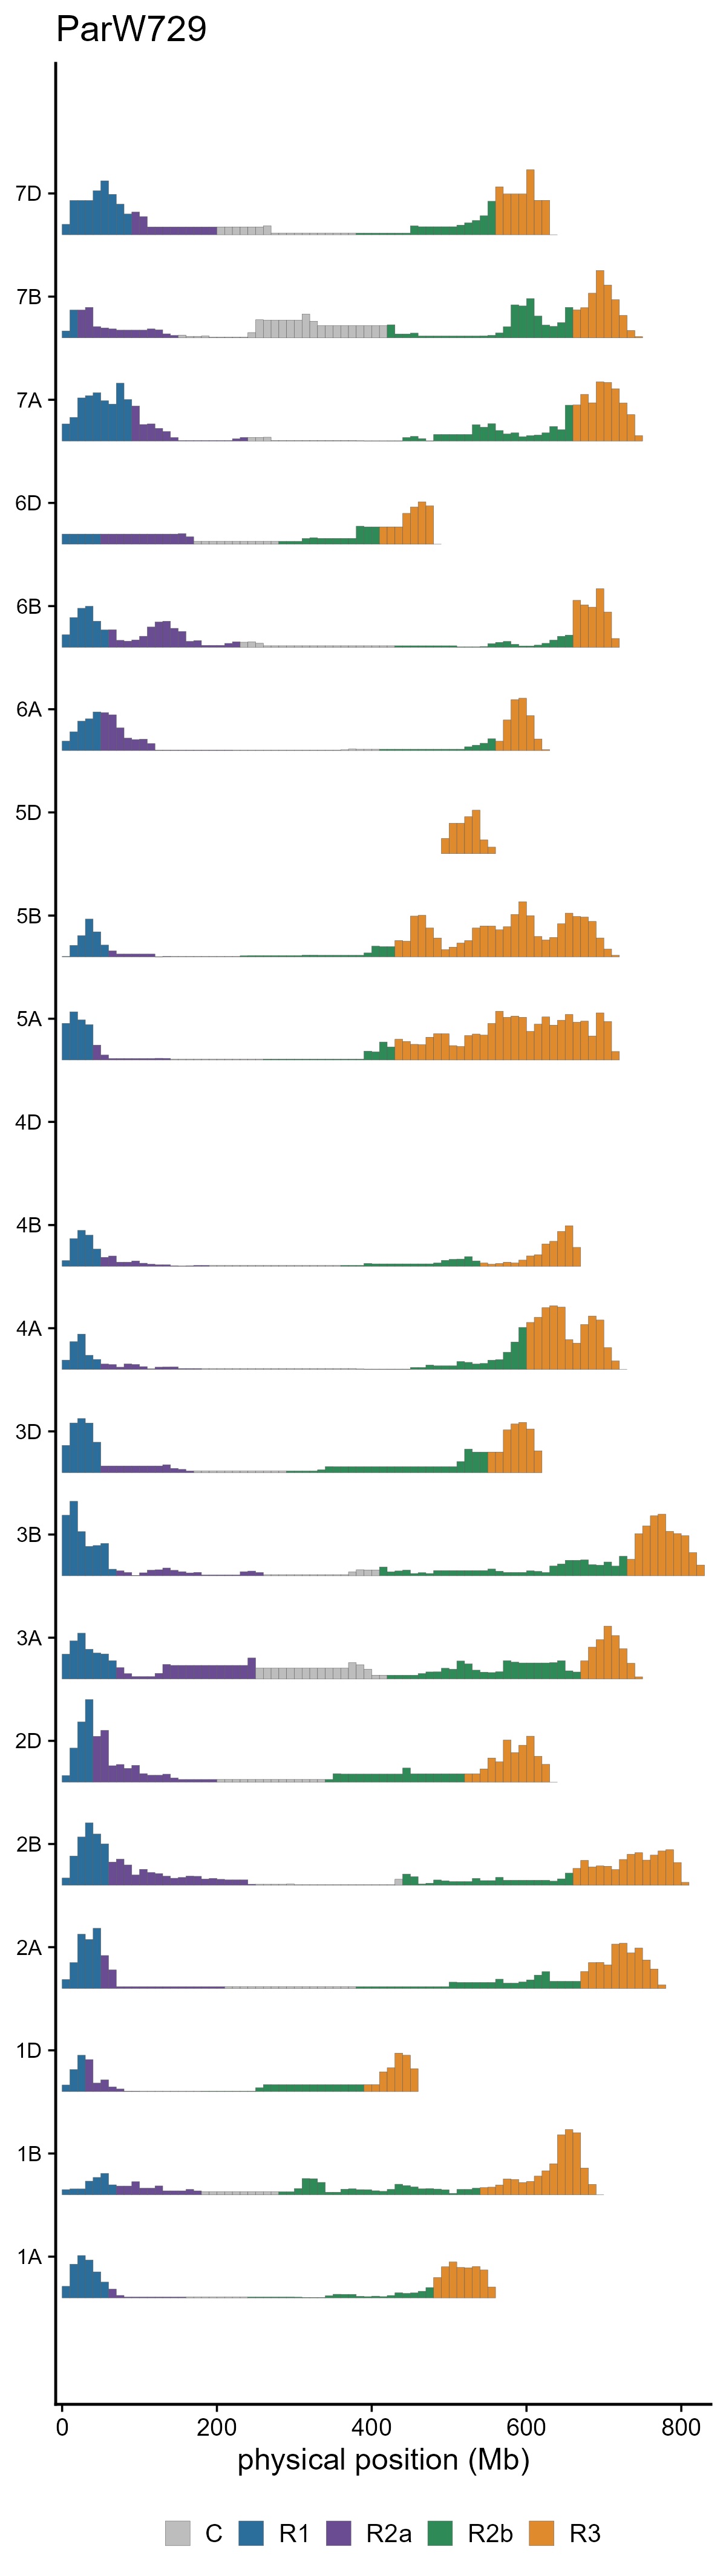 ParW729
7D
7B
7A
6D
6B
6A
5D
5B
5A
4D
4B
4A
3D
3B
3A
2D
2B
2A
1D
1B
1A
0 200 400 600 800
physical position (Mb)
C R1 R2a R2b R3